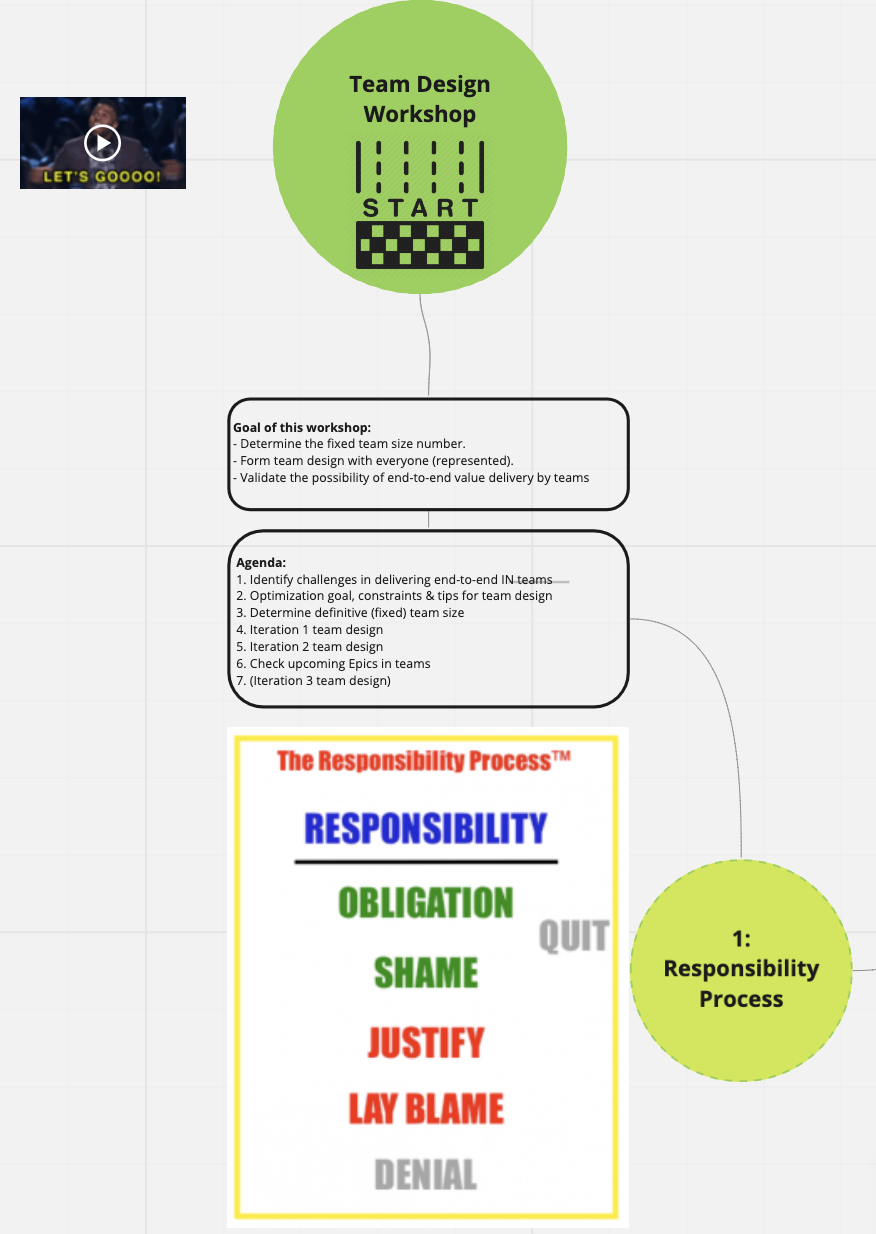 Team Design
Workshop
START
LET'S GOOOO!
Goal of this workshop:
- Determine the fixed team size number.
- Form team design with everyone (represented).
- Validate the possibility of end-to-end value delivery by teams
Agenda:
1. Identify challenges in delivering end-to-end IN teams
2. Optimization goal, constraints & tips for team design
3. Determine definitive (fixed) team size
4. Iteration 1 team design
5. Iteration 2 team design
6. Check upcoming Epics in teams
7. (Iteration 3 team design)
The Responsibility Process™
RESPONSIBILITY
OBLIGATION
QUIT
SHAME
JUSTIFY
LAY BLAME
DENIAL
1:
Responsibility
Process